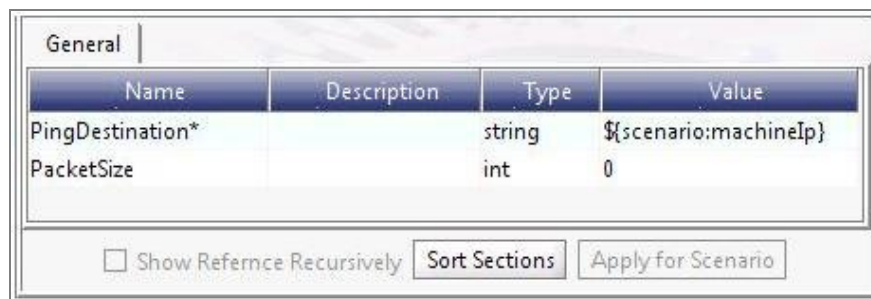 General
Name Description Type Value
PingDestination* string ${scenario:machineIp}
PacketSize int 0
Show Refernce Recursively Sort Sections Apply for Scenario